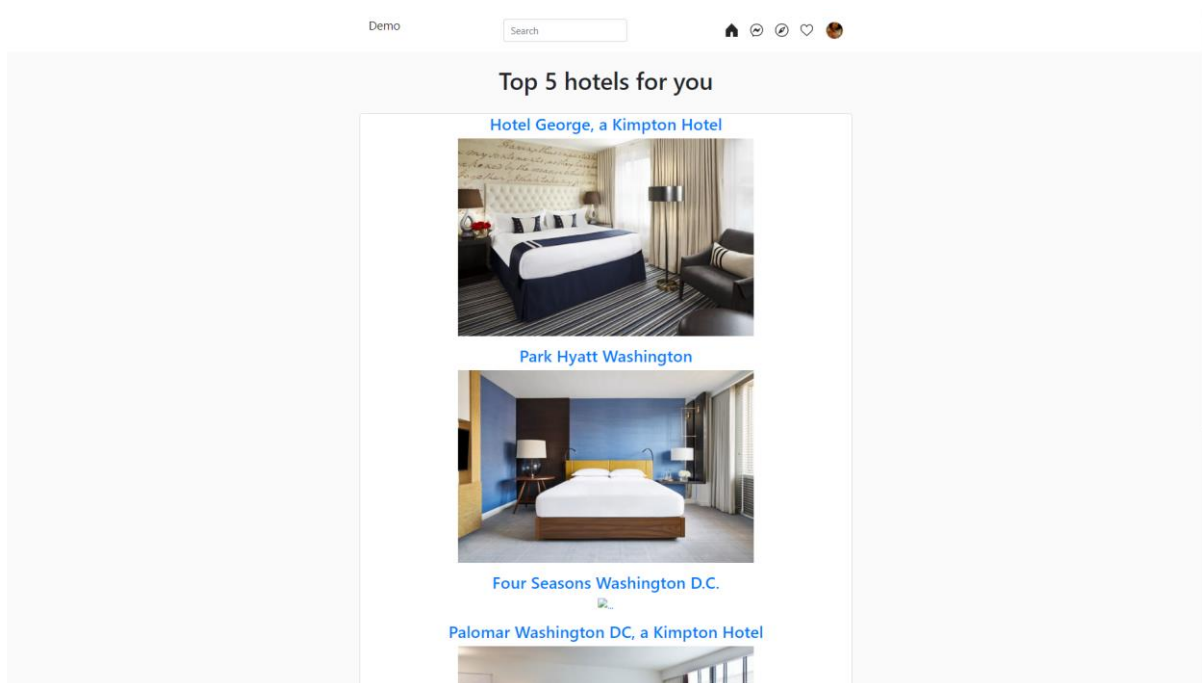 Demo
Search
Top 5 hotels for you
Hotel George, a Kimpton Hotel
Park Hyatt Washington
Four Seasons Washington D.C.
...
Palomar Washington DC, a Kimpton Hotel